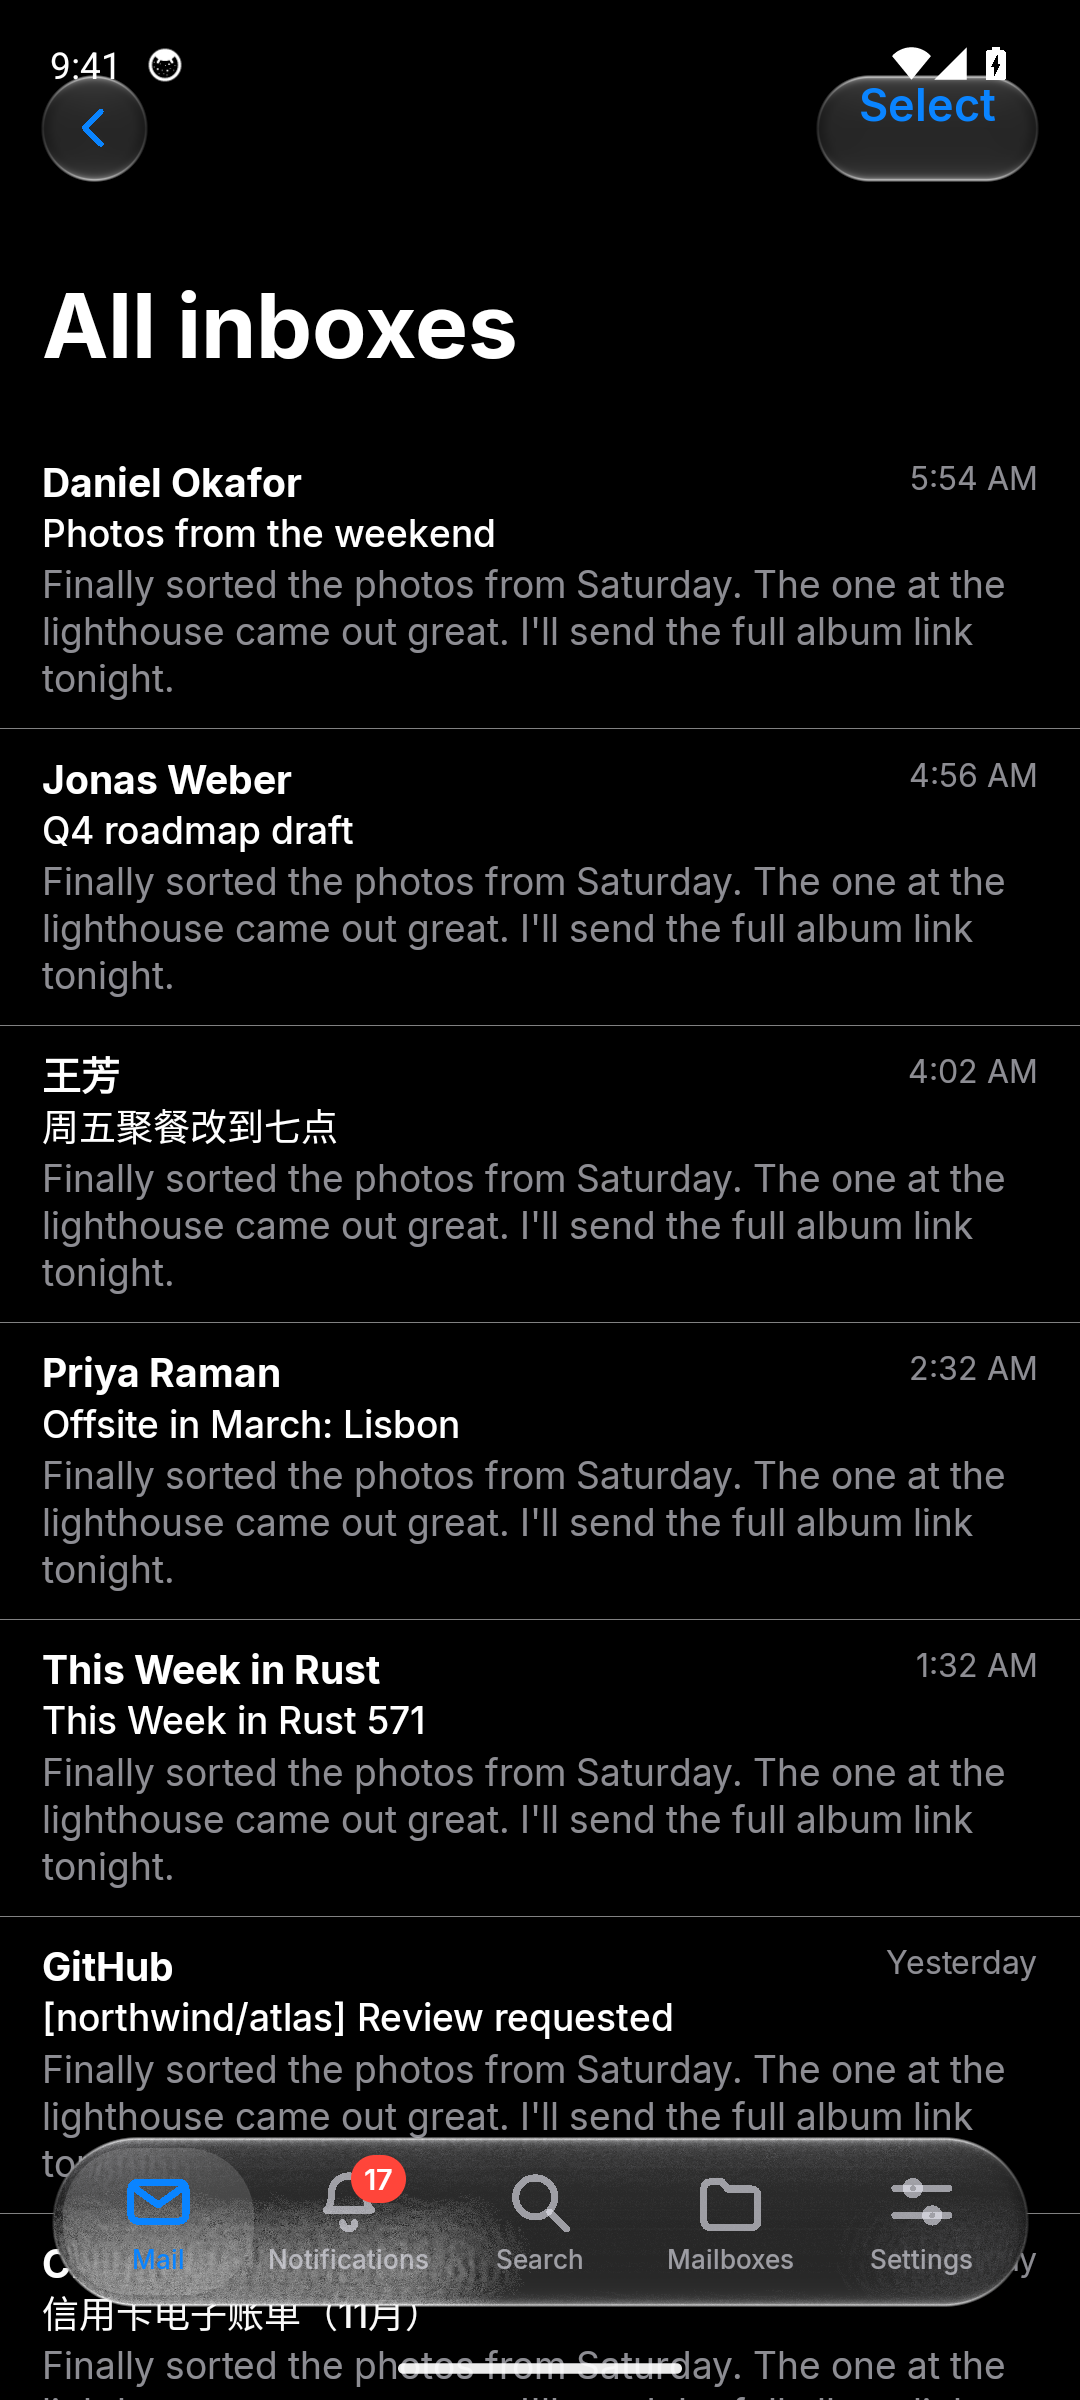 9:41
Select
All inboxes
Daniel Okafor 5:54 AM
Photos from the weekend
Finally sorted the photos from Saturday. The one at the
lighthouse came out great. I'll send the full album link
tonight.
Jonas Weber 4:56 AM
Q4 roadmap draft
Finally sorted the photos from Saturday. The one at the
lighthouse came out great. I'll send the full album link
tonight.
王芳 4:02 AM
周五聚餐改到七点
Finally sorted the photos from Saturday. The one at the
lighthouse came out great. I'll send the full album link
tonight.
Priya Raman 2:32 AM
Offsite in March: Lisbon
Finally sorted the photos from Saturday. The one at the
lighthouse came out great. I'll send the full album link
tonight.
This Week in Rust 1:32 AM
This Week in Rust 571
Finally sorted the photos from Saturday. The one at the
lighthouse came out great. I'll send the full album link
tonight.
GitHub Yesterday
[northwind/atlas] Review requested
Finally sorted the photos from Saturday. The one at the
lighthouse came out great. I'll send the full album link
17
Mail Notifications Search Mailboxes Settings
信用卡电子账单（11月）
Finally sorted the photos from Saturday. The one at the